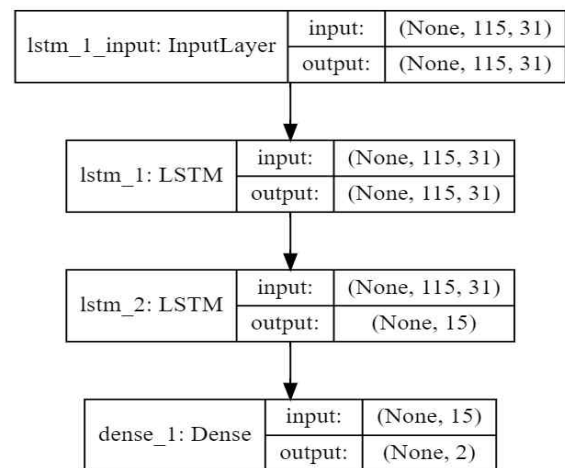 lstm_1_input: InputLayer
input: (None, 115, 31)
output: (None, 115, 31)
lstm_1: LSTM
input: (None, 115, 31)
output: (None, 115, 31)
lstm_2: LSTM
input: (None, 115, 31)
output: (None, 15)
dense_1: Dense
input: (None, 15)
output: (None, 2)